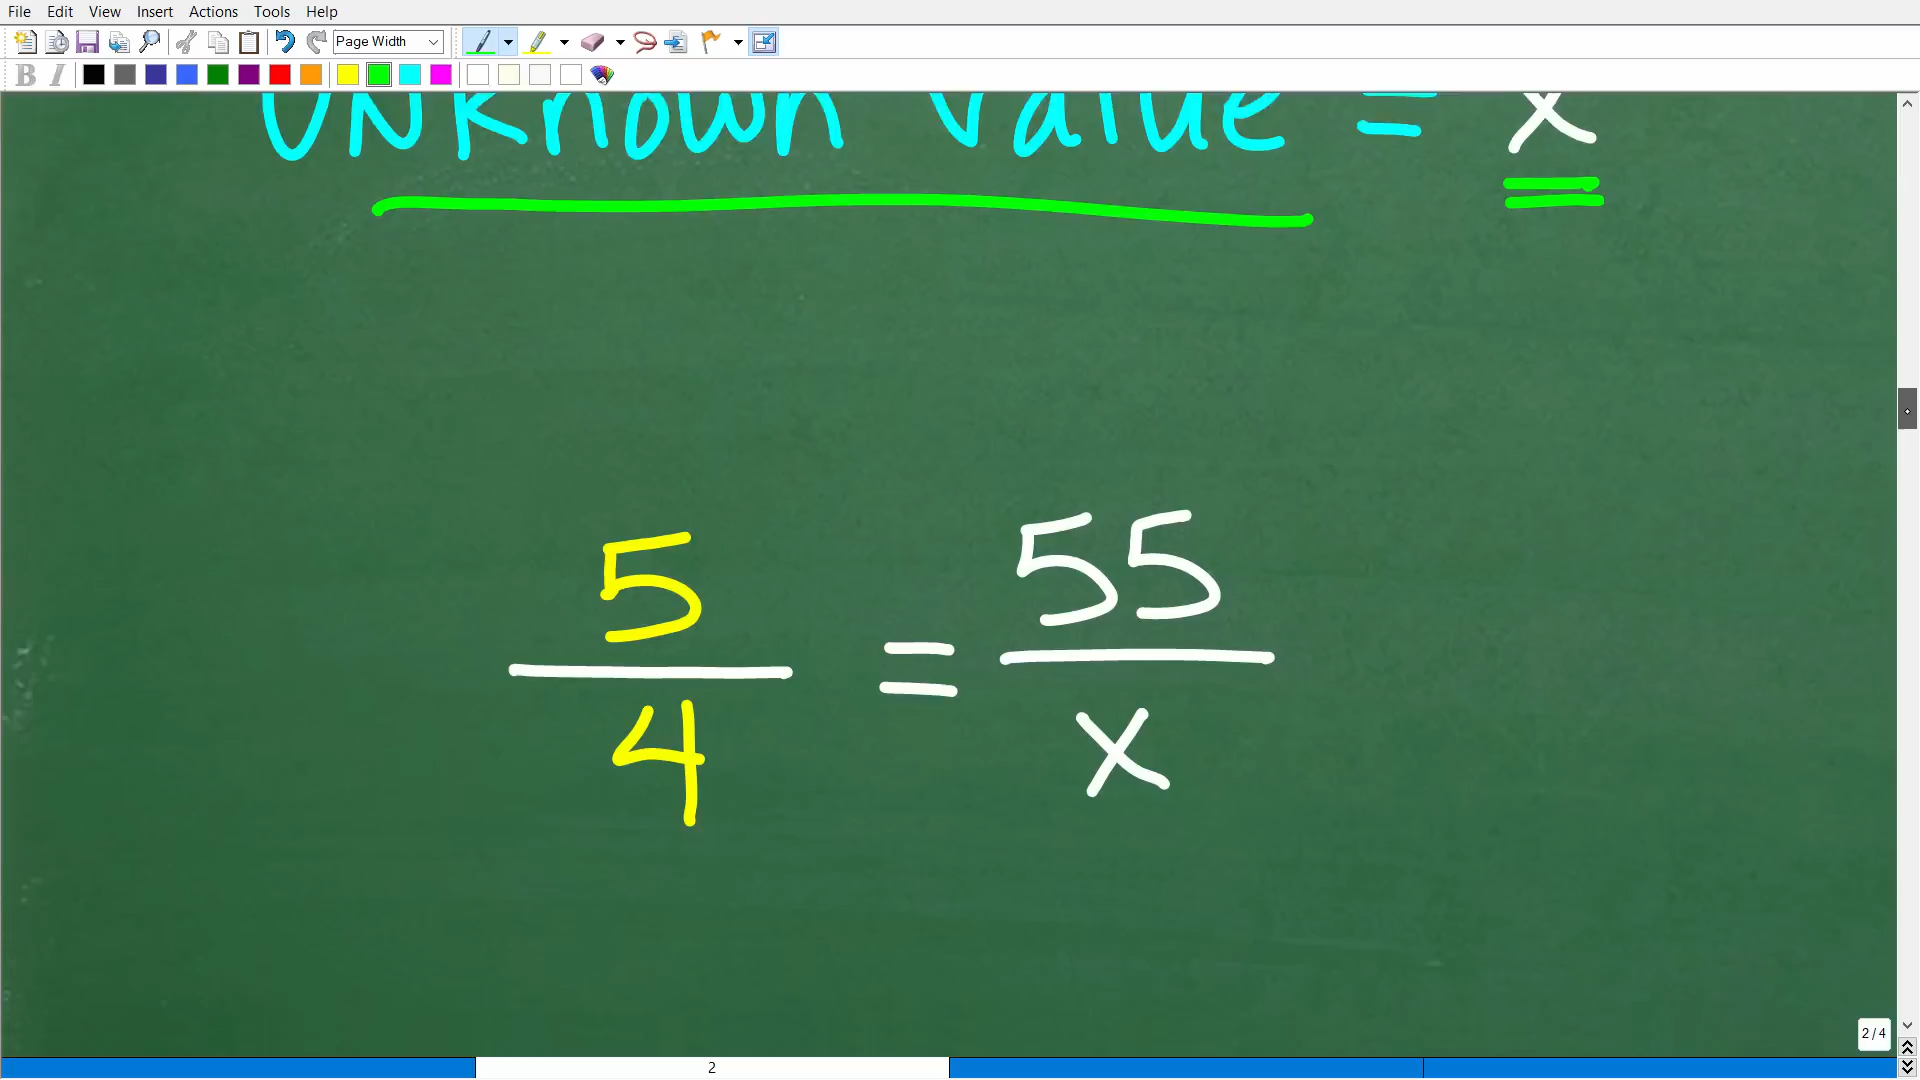 File Edit View Insert Actions Tools Help
Page Width
B I
Unknown Value = x
5/4 = 55/x
2 / 4
2